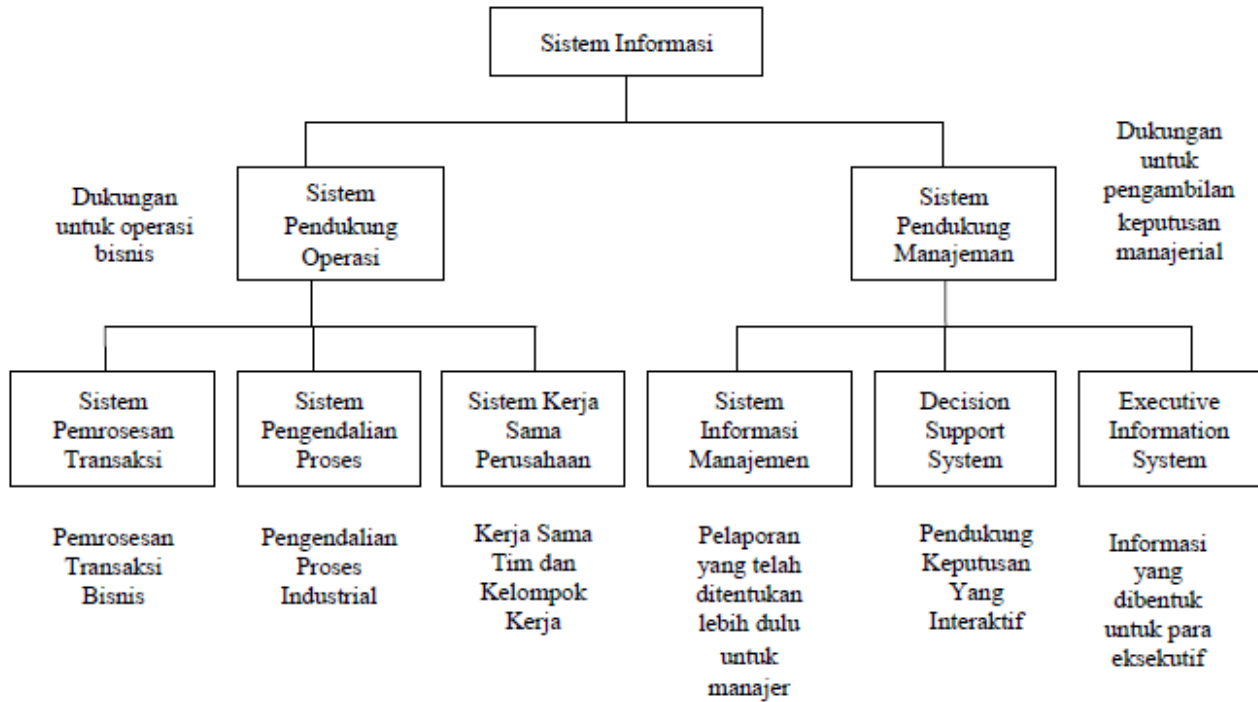 Sistem Informasi
Dukungan
untuk operasi
bisnis
Sistem
Pendukung
Operasi
Sistem
Pendukung
Manajeman
Dukungan
untuk
pengambilan
keputusan
manajerial
Sistem
Pemrosesan
Transaksi
Sistem
Pengendalian
Proses
Sistem Kerja
Sama
Perusahaan
Sistem
Informasi
Manajemen
Decision
Support
System
Executive
Information
System
Pemrosesan
Transaksi
Bisnis
Pengendalian
Proses
Industrial
Kerja Sama
Tim dan
Kelompok
Kerja
Pelaporan
yang telah
ditentukan
lebih dulu
untuk
manajer
Pendukung
Keputusan
Yang
Interaktif
Informasi
yang
dibentuk
untuk para
eksekutif